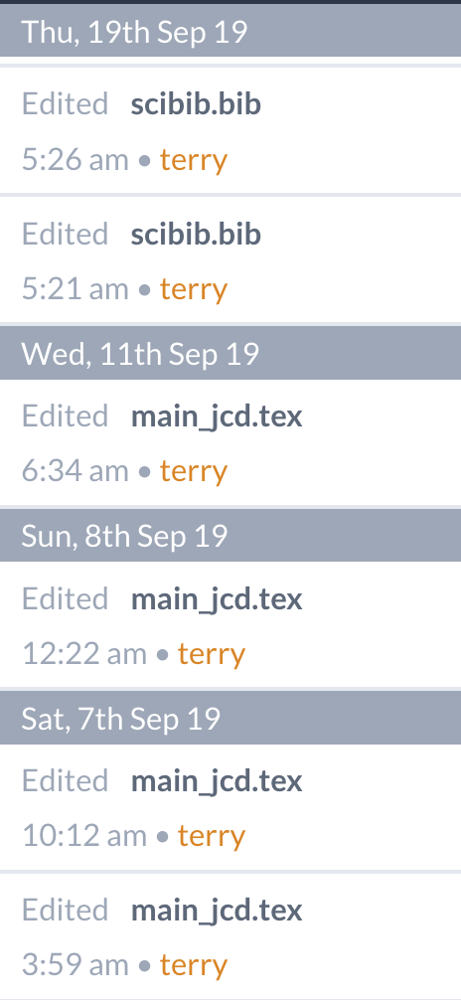 Thu, 19th Sep 19
Edited scibib.bib
5:26 am • terry
Edited scibib.bib
5:21 am • terry
Wed, 11th Sep 19
Edited main_jcd.tex
6:34 am • terry
Sun, 8th Sep 19
Edited main_jcd.tex
12:22 am • terry
Sat, 7th Sep 19
Edited main_jcd.tex
10:12 am • terry
Edited main_jcd.tex
3:59 am • terry